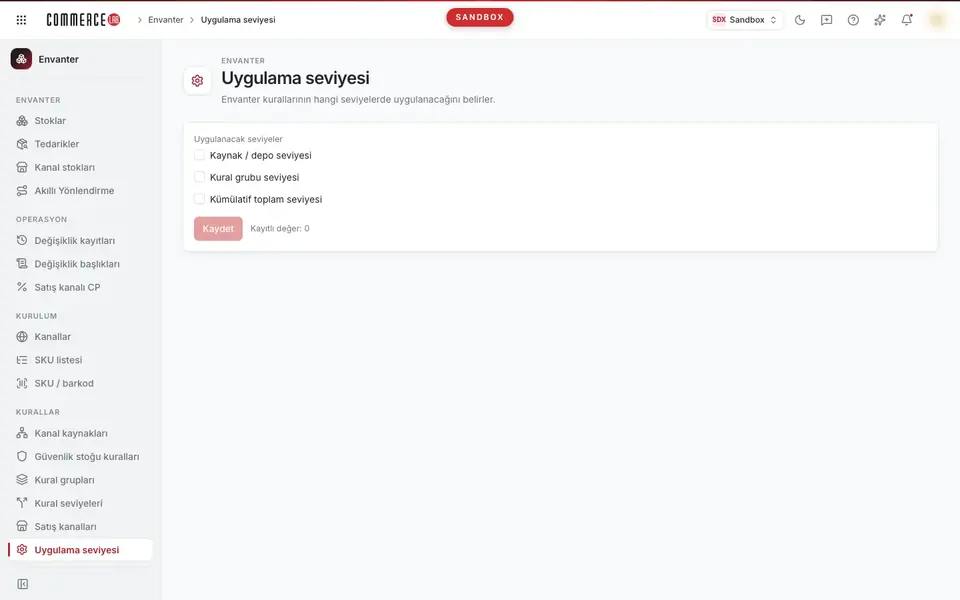 COMMERCE LAB
Envanter
Uygulama seviyesi
SANDBOX
SDX Sandbox
Envanter
ENVANTER
Stoklar
Tedarikler
Kanal stokları
Akıllı Yönlendirme
OPERASYON
Değişiklik kayıtları
Değişiklik başlıkları
Satış kanalı CP
KURULUM
Kanallar
SKU listesi
SKU / barkod
KURALLAR
Kanal kaynakları
Güvenlik stoğu kuralları
Kural grupları
Kural seviyeleri
Satış kanalları
Uygulama seviyesi
ENVANTER
Uygulama seviyesi
Envanter kurallarının hangi seviyelerde uygulanacağını belirler.
Uygulanacak seviyeler
Kaynak / depo seviyesi
Kural grubu seviyesi
Kümülatif toplam seviyesi
Kaydet
Kayıtlı değer: 0